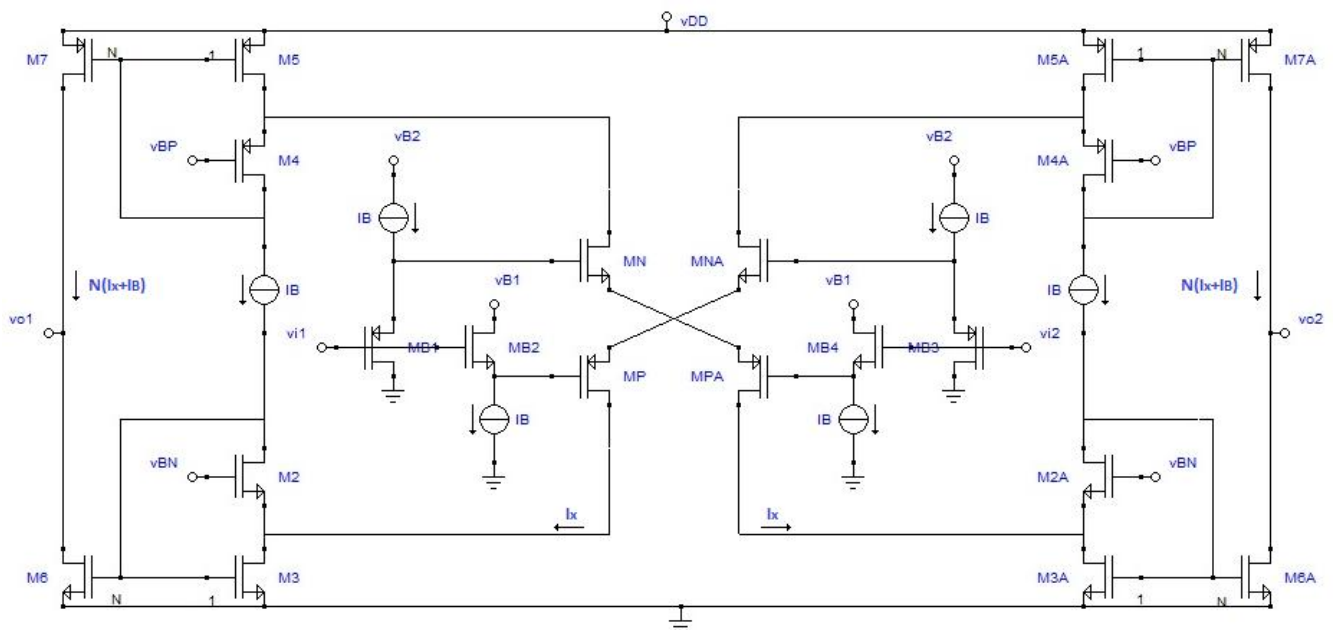 vDD
M7 N 1 M5 M5A 1 N M7A
vB2 vB2
vBP M4 M4A vBP
IB IB
MN MNA
N(Ix+IB) IB vB1 vB1 IB N(Ix+IB)
vo1 vi1 MB1 MB2 MB4 MB3 vi2 vo2
MP MPA
IB IB
vBN M2 M2A vBN
Ix Ix
M6 M3 M3A M6A
N 1 1 N